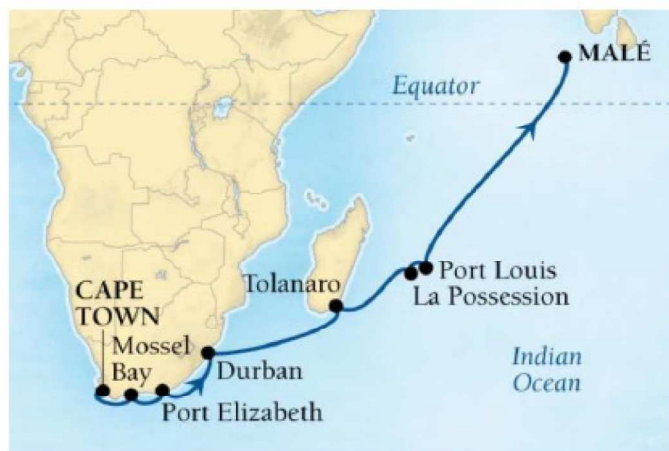 MALÉ
Equator
Port Louis
La Possession
Tolanaro
CAPE
TOWN
Mossel
Bay
Durban
Port Elizabeth
Indian
Ocean